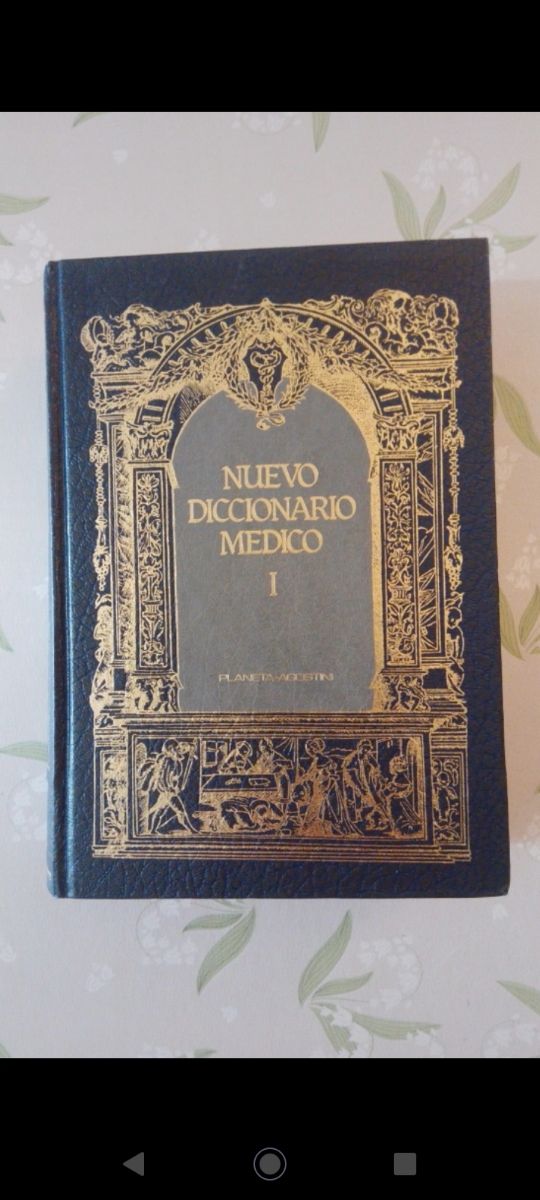 NUEVO
DICCIONARIO
MEDICO
I
PLANETA-AGOSTINI